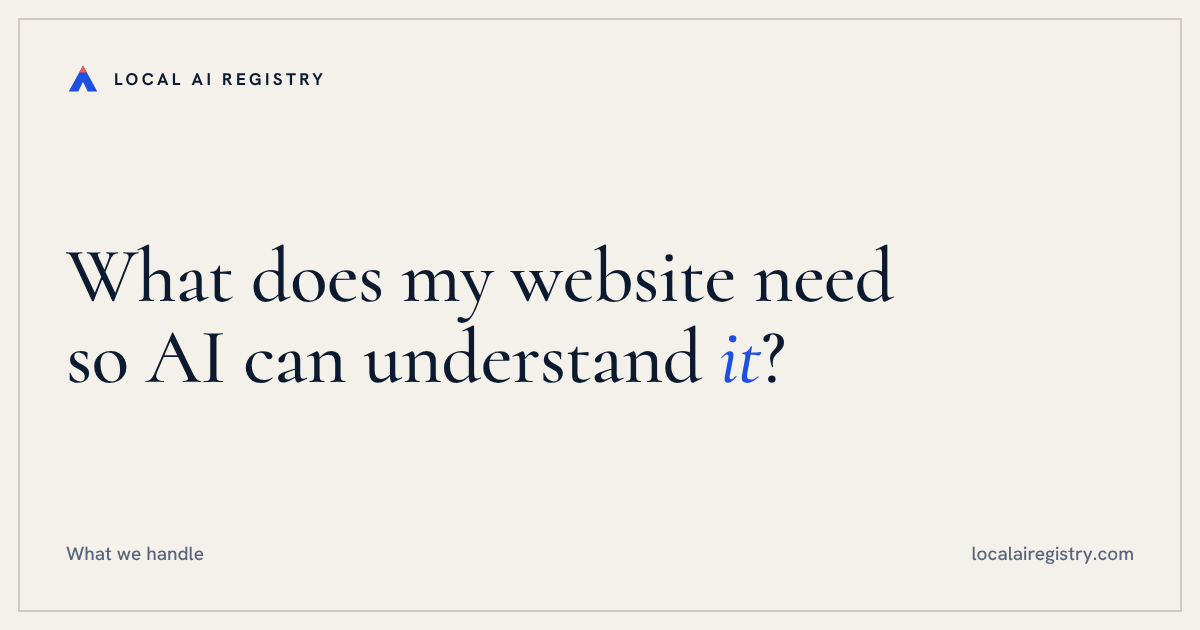 LOCAL AI REGISTRY
What does my website need
so AI can understand it?
What we handle
localairegistry.com